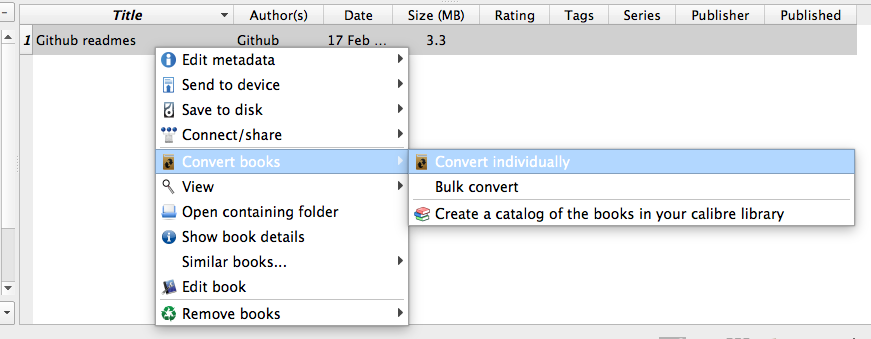 Title Author(s) Date Size (MB) Rating Tags Series Publisher Published
1 Github readmes Github 17 Feb ... 3.3
Edit metadata
Send to device
Save to disk
Connect/share
Convert books
Convert individually
View
Bulk convert
Open containing folder
Create a catalog of the books in your calibre library
Show book details
Similar books...
Edit book
Remove books